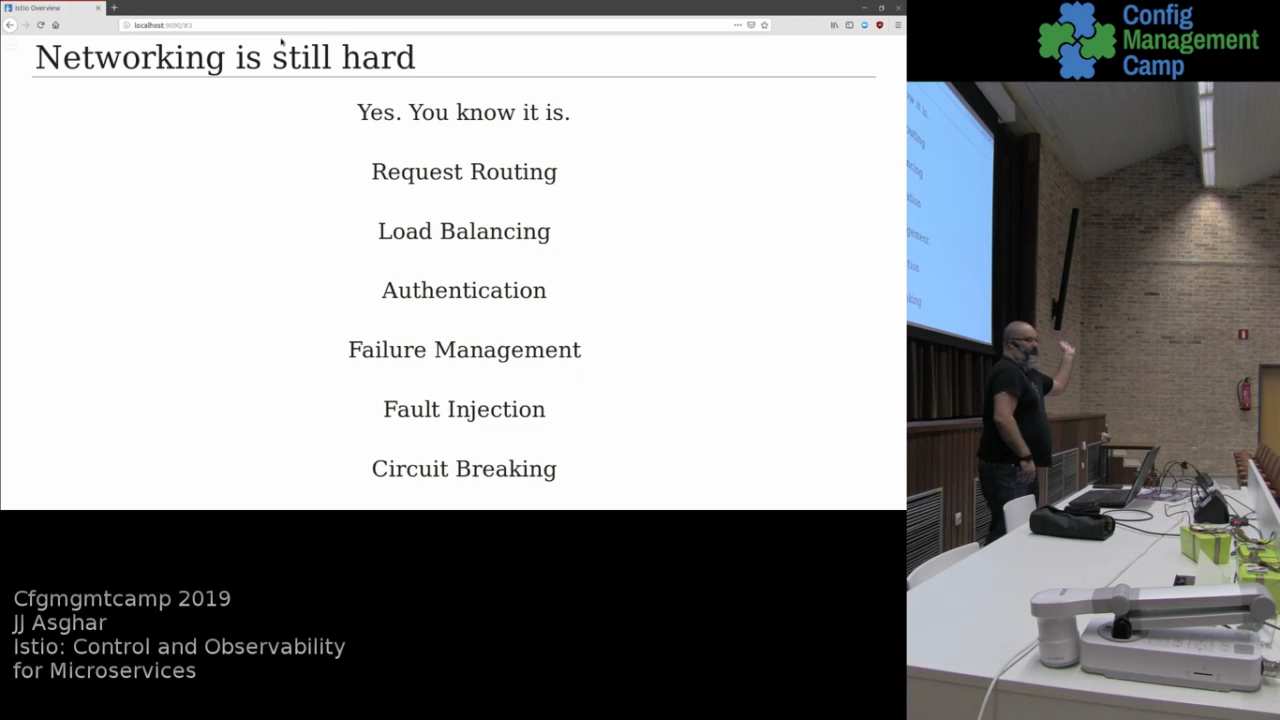 Istio Overview
localhost:9090/#3
Networking is still hard
Yes. You know it is.
Request Routing
Load Balancing
Authentication
Failure Management
Fault Injection
Circuit Breaking
Config
Management
Camp
Cfgmgmtcamp 2019
JJ Asghar
Istio: Control and Observability
for Microservices